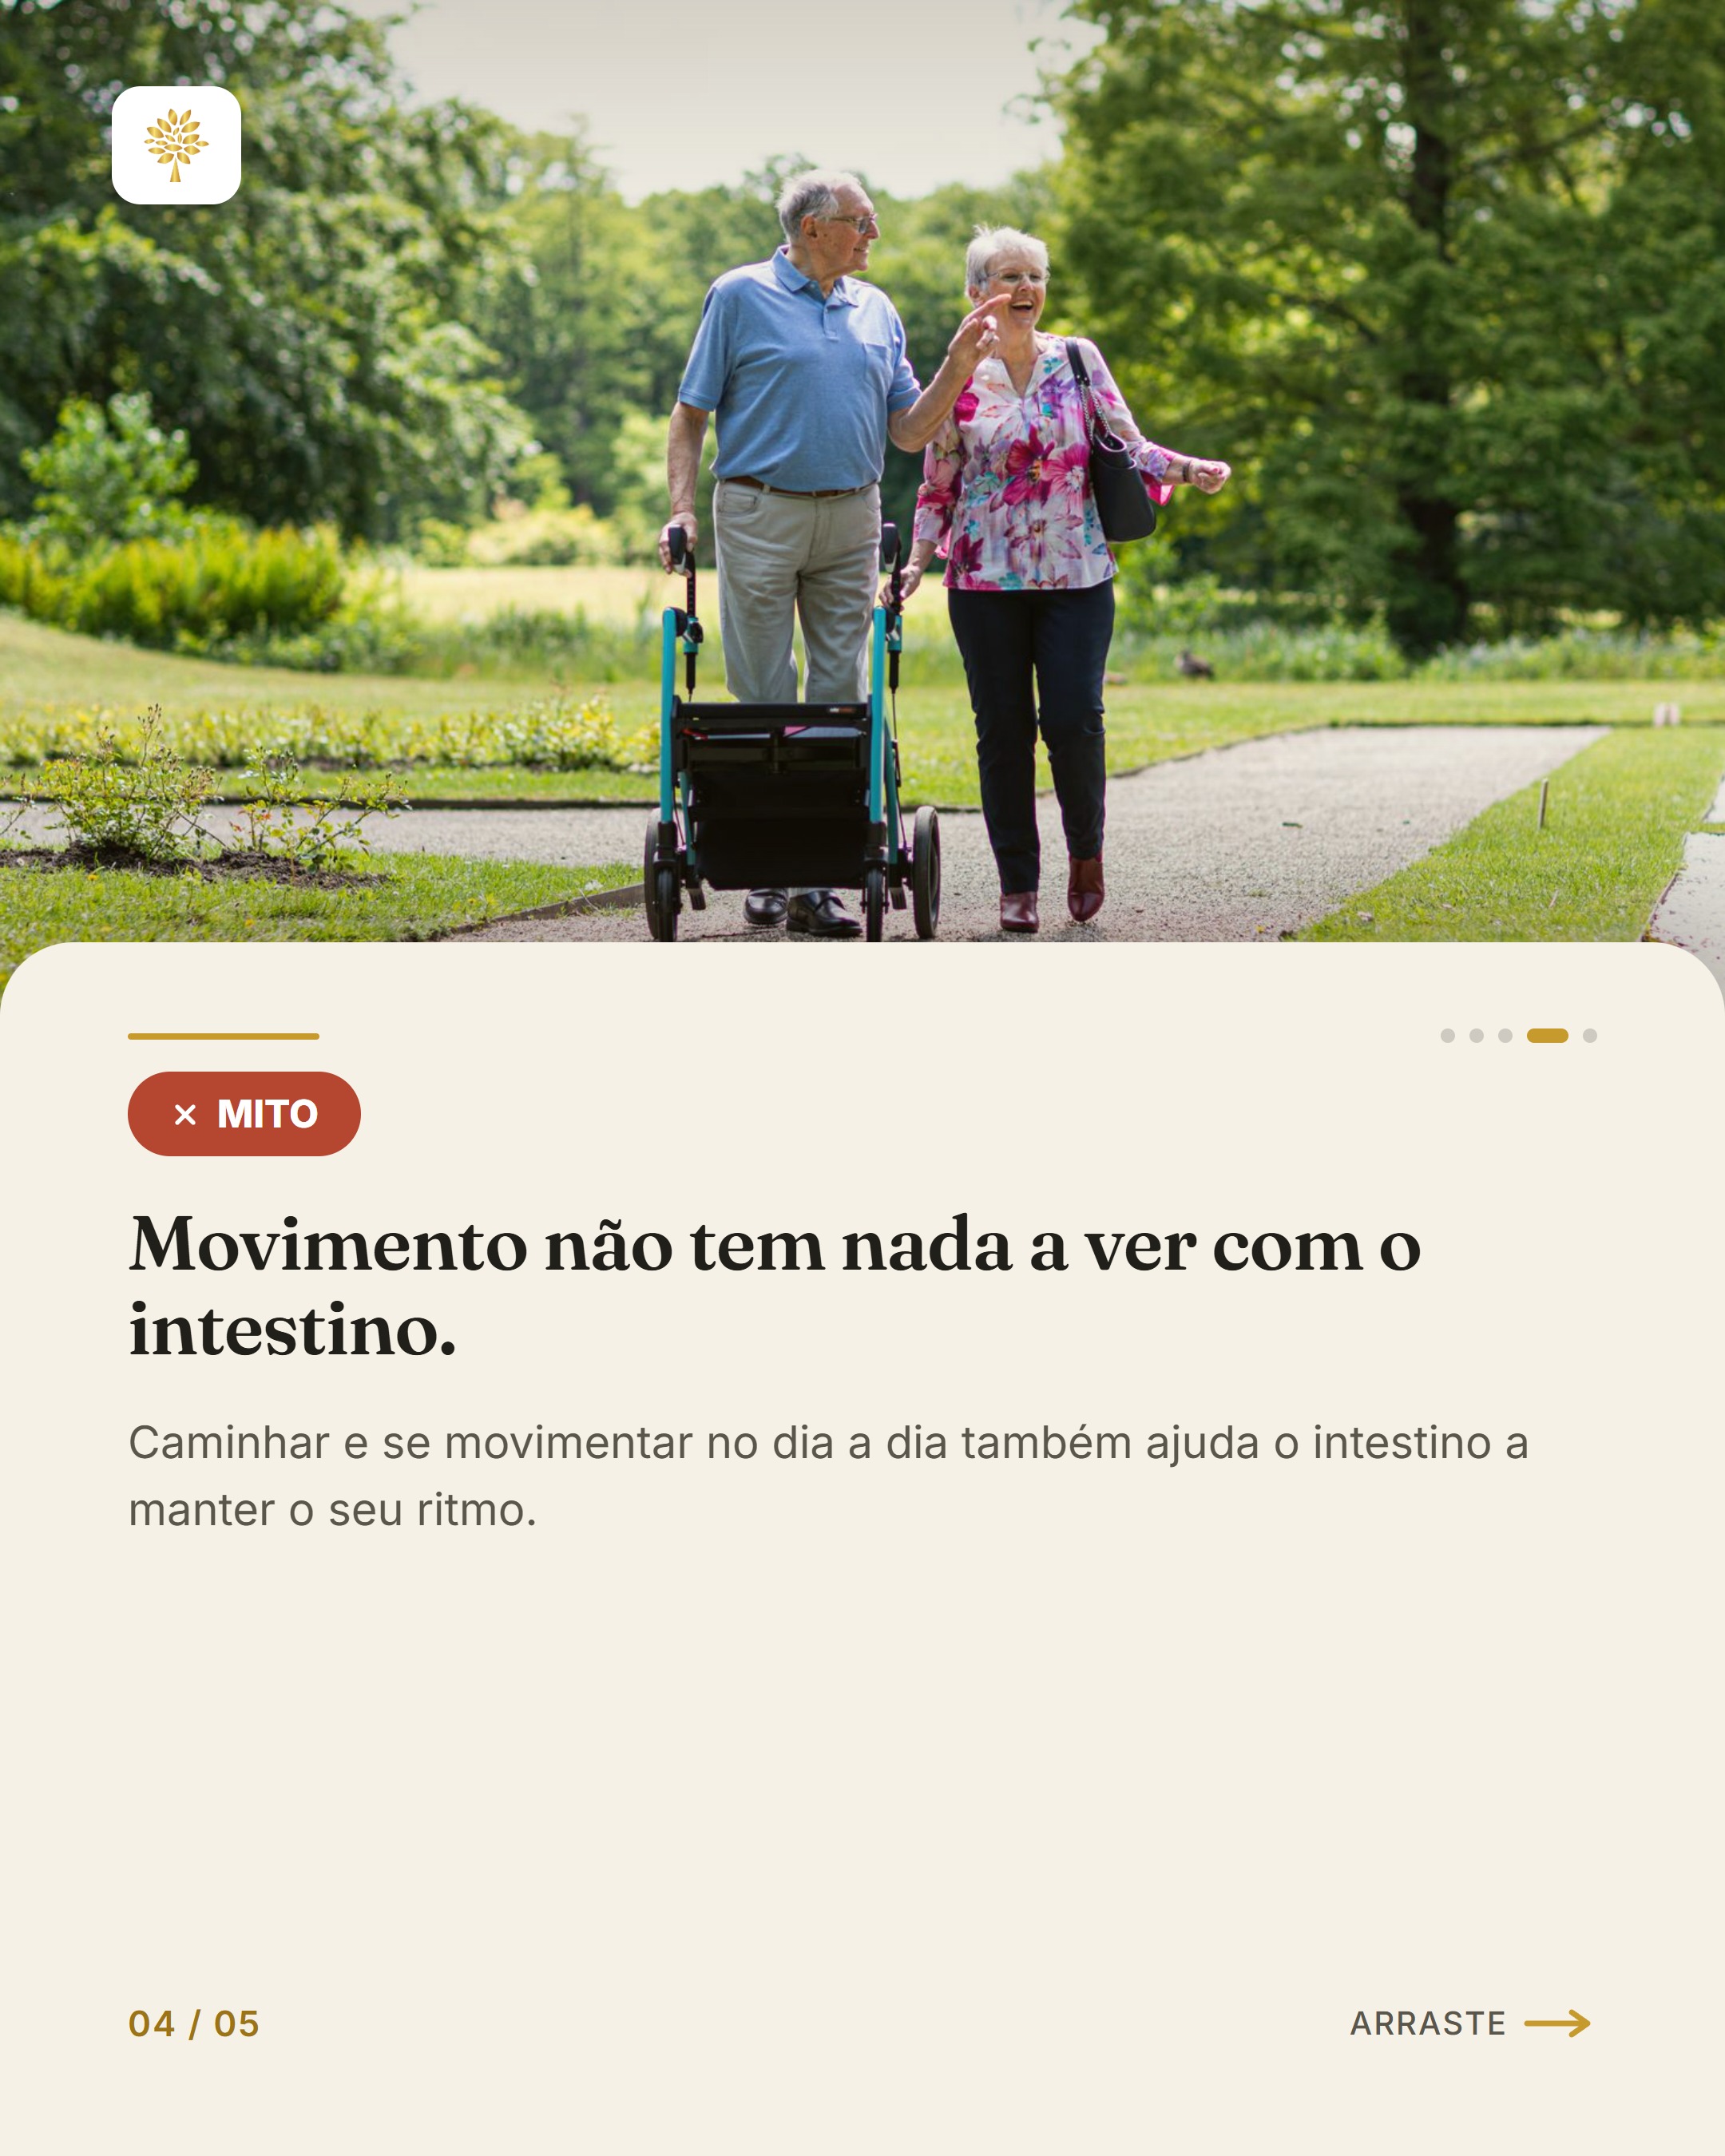 × MITO
Movimento não tem nada a ver com o
intestino.
Caminhar e se movimentar no dia a dia também ajuda o intestino a
manter o seu ritmo.
04 / 05
ARRASTE →